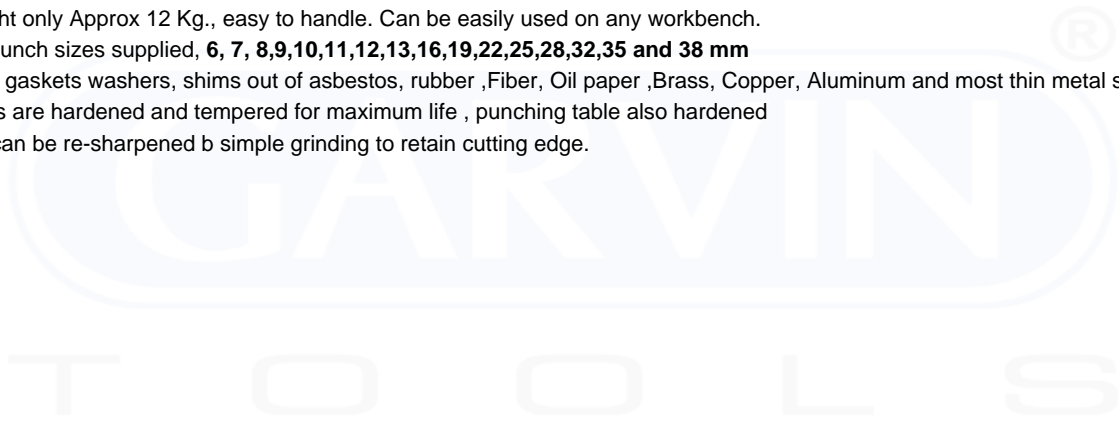 ht only Approx 12 Kg., easy to handle. Can be easily used on any workbench.
unch sizes supplied, 6, 7, 8,9,10,11,12,13,16,19,22,25,28,32,35 and 38 mm
gaskets washers, shims out of asbestos, rubber ,Fiber, Oil paper ,Brass, Copper, Aluminum and most thin metal s
s are hardened and tempered for maximum life , punching table also hardened
can be re-sharpened b simple grinding to retain cutting edge.
GARVIN ®
TOOLS